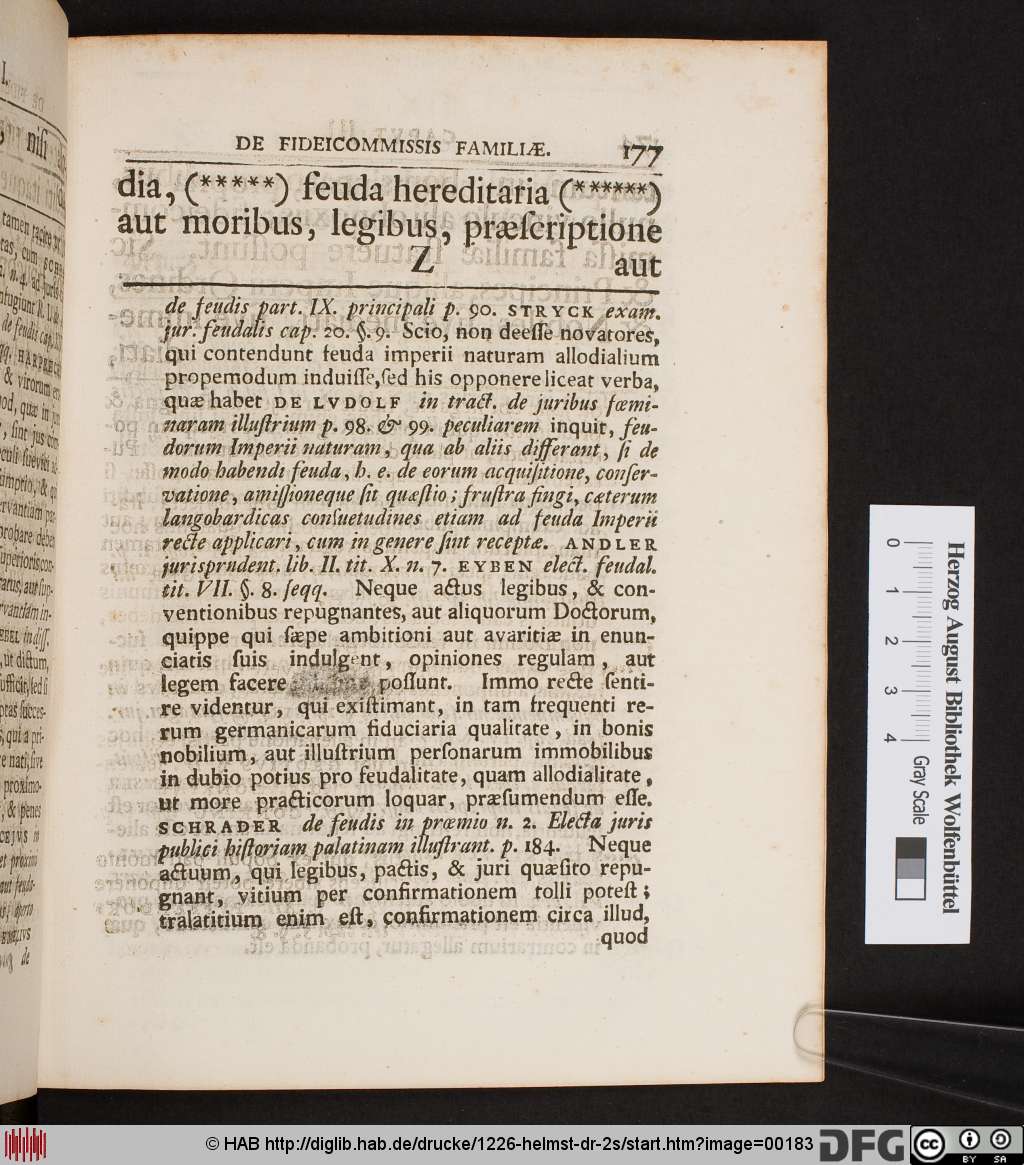 DE FIDEICOMMISSIS FAMILIÆ. 177
dia, (*****) feuda hereditaria (******)
aut moribus, legibus, præſcriptione
Z aut
de feudis part. IX. principali p. 90. STRYCK exam.
jur. feudalis cap. 20. §. 9. Scio, non deeſſe novatores,
qui contendunt feuda imperii naturam allodialium
propemodum induiſſe, ſed his opponere liceat verba,
quæ habet DE LVDOLF in tract. de juribus fœmi-
naram illuſtrium p. 98. & 99. peculiarem inquit, feu-
dorum Imperii naturam, qua ab aliis differant, ſi de
modo habendi feuda, h. e. de eorum acquiſitione, conſer-
vatione, amiſſioneque ſit quæſtio; fruſtra fingi, cæterum
langobardicas conſuetudines etiam ad feuda Imperii
recte applicari, cum in genere ſint receptæ. ANDLER
jurisprudent. lib. II. tit. X. n. 7. EYBEN elect. feudal.
tit. VII. §. 8. ſeqq. Neque actus legibus, & con-
ventionibus repugnantes, aut aliquorum Doctorum,
quippe qui ſæpe ambitioni aut avaritiæ in enun-
ciatis ſuis indulgent, opiniones regulam, aut
legem facere poſſunt. Immo recte ſenti-
re videntur, qui exiſtimant, in tam frequenti re-
rum germanicarum fiduciaria qualitate, in bonis
nobilium, aut illuſtrium perſonarum immobilibus
in dubio potius pro feudalitate, quam allodialitate,
ut more practicorum loquar, præſumendum eſſe.
SCHRADER de feudis in prœmio n. 2. Electa juris
publici hiſtoriam palatinam illuſtrant. p. 184. Neque
actuum, qui legibus, pactis, & juri quæſito repu-
gnant, vitium per confirmationem tolli poteſt;
tralatitium enim eſt, confirmationem circa illud,
quod
Herzog August Bibliothek Wolfenbüttel
0 1 2 3 4 Gray Scale
© HAB http://diglib.hab.de/drucke/1226-helmst-dr-2s/start.htm?image=00183 DFG cc BY SA